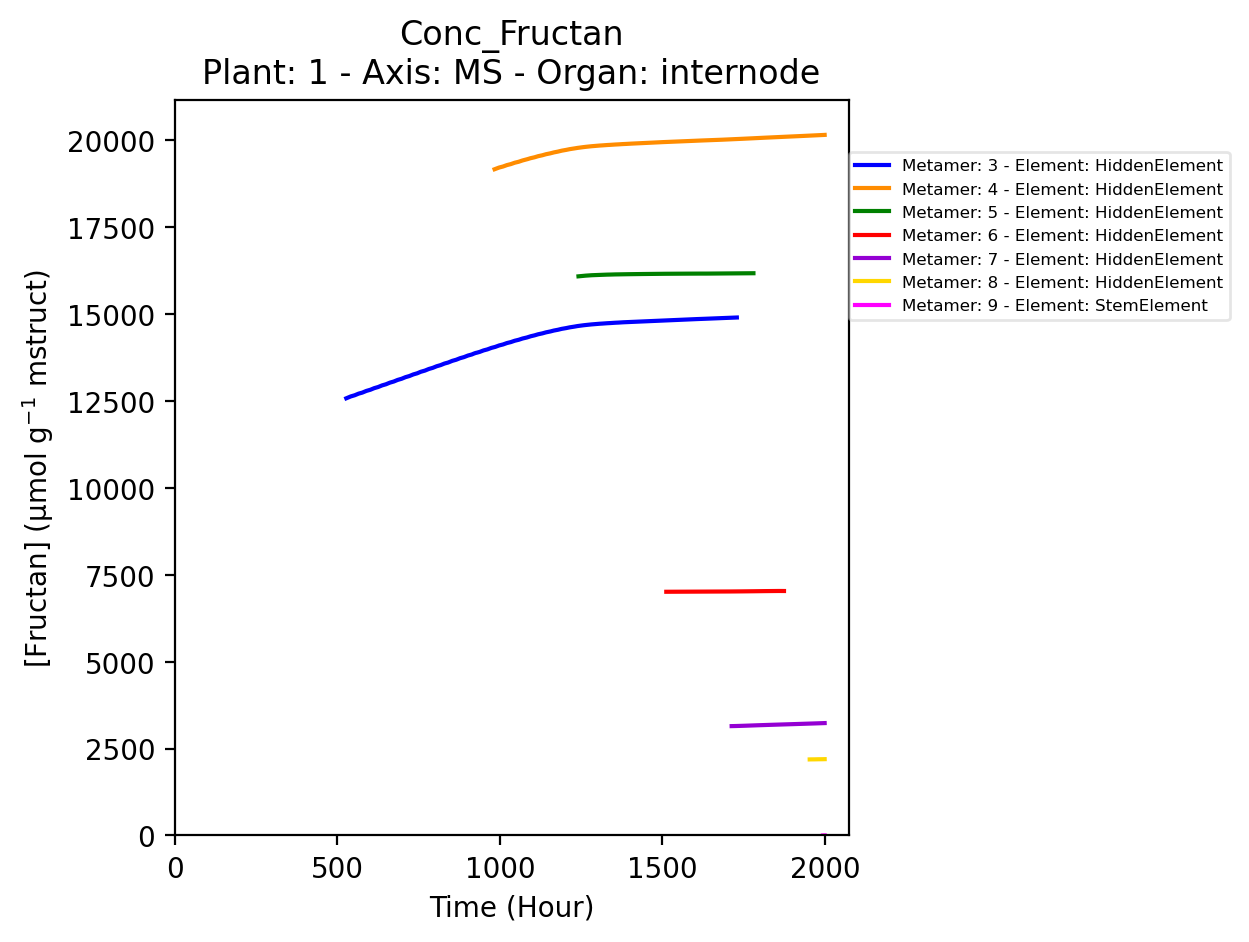 Conc_Fructan
Plant: 1 - Axis: MS - Organ: internode
20000
17500
15000
12500
10000
7500
5000
2500
0
[Fructan] (µmol g⁻¹ mstruct)
0 500 1000 1500 2000
Time (Hour)
Metamer: 3 - Element: HiddenElement
Metamer: 4 - Element: HiddenElement
Metamer: 5 - Element: HiddenElement
Metamer: 6 - Element: HiddenElement
Metamer: 7 - Element: HiddenElement
Metamer: 8 - Element: HiddenElement
Metamer: 9 - Element: StemElement